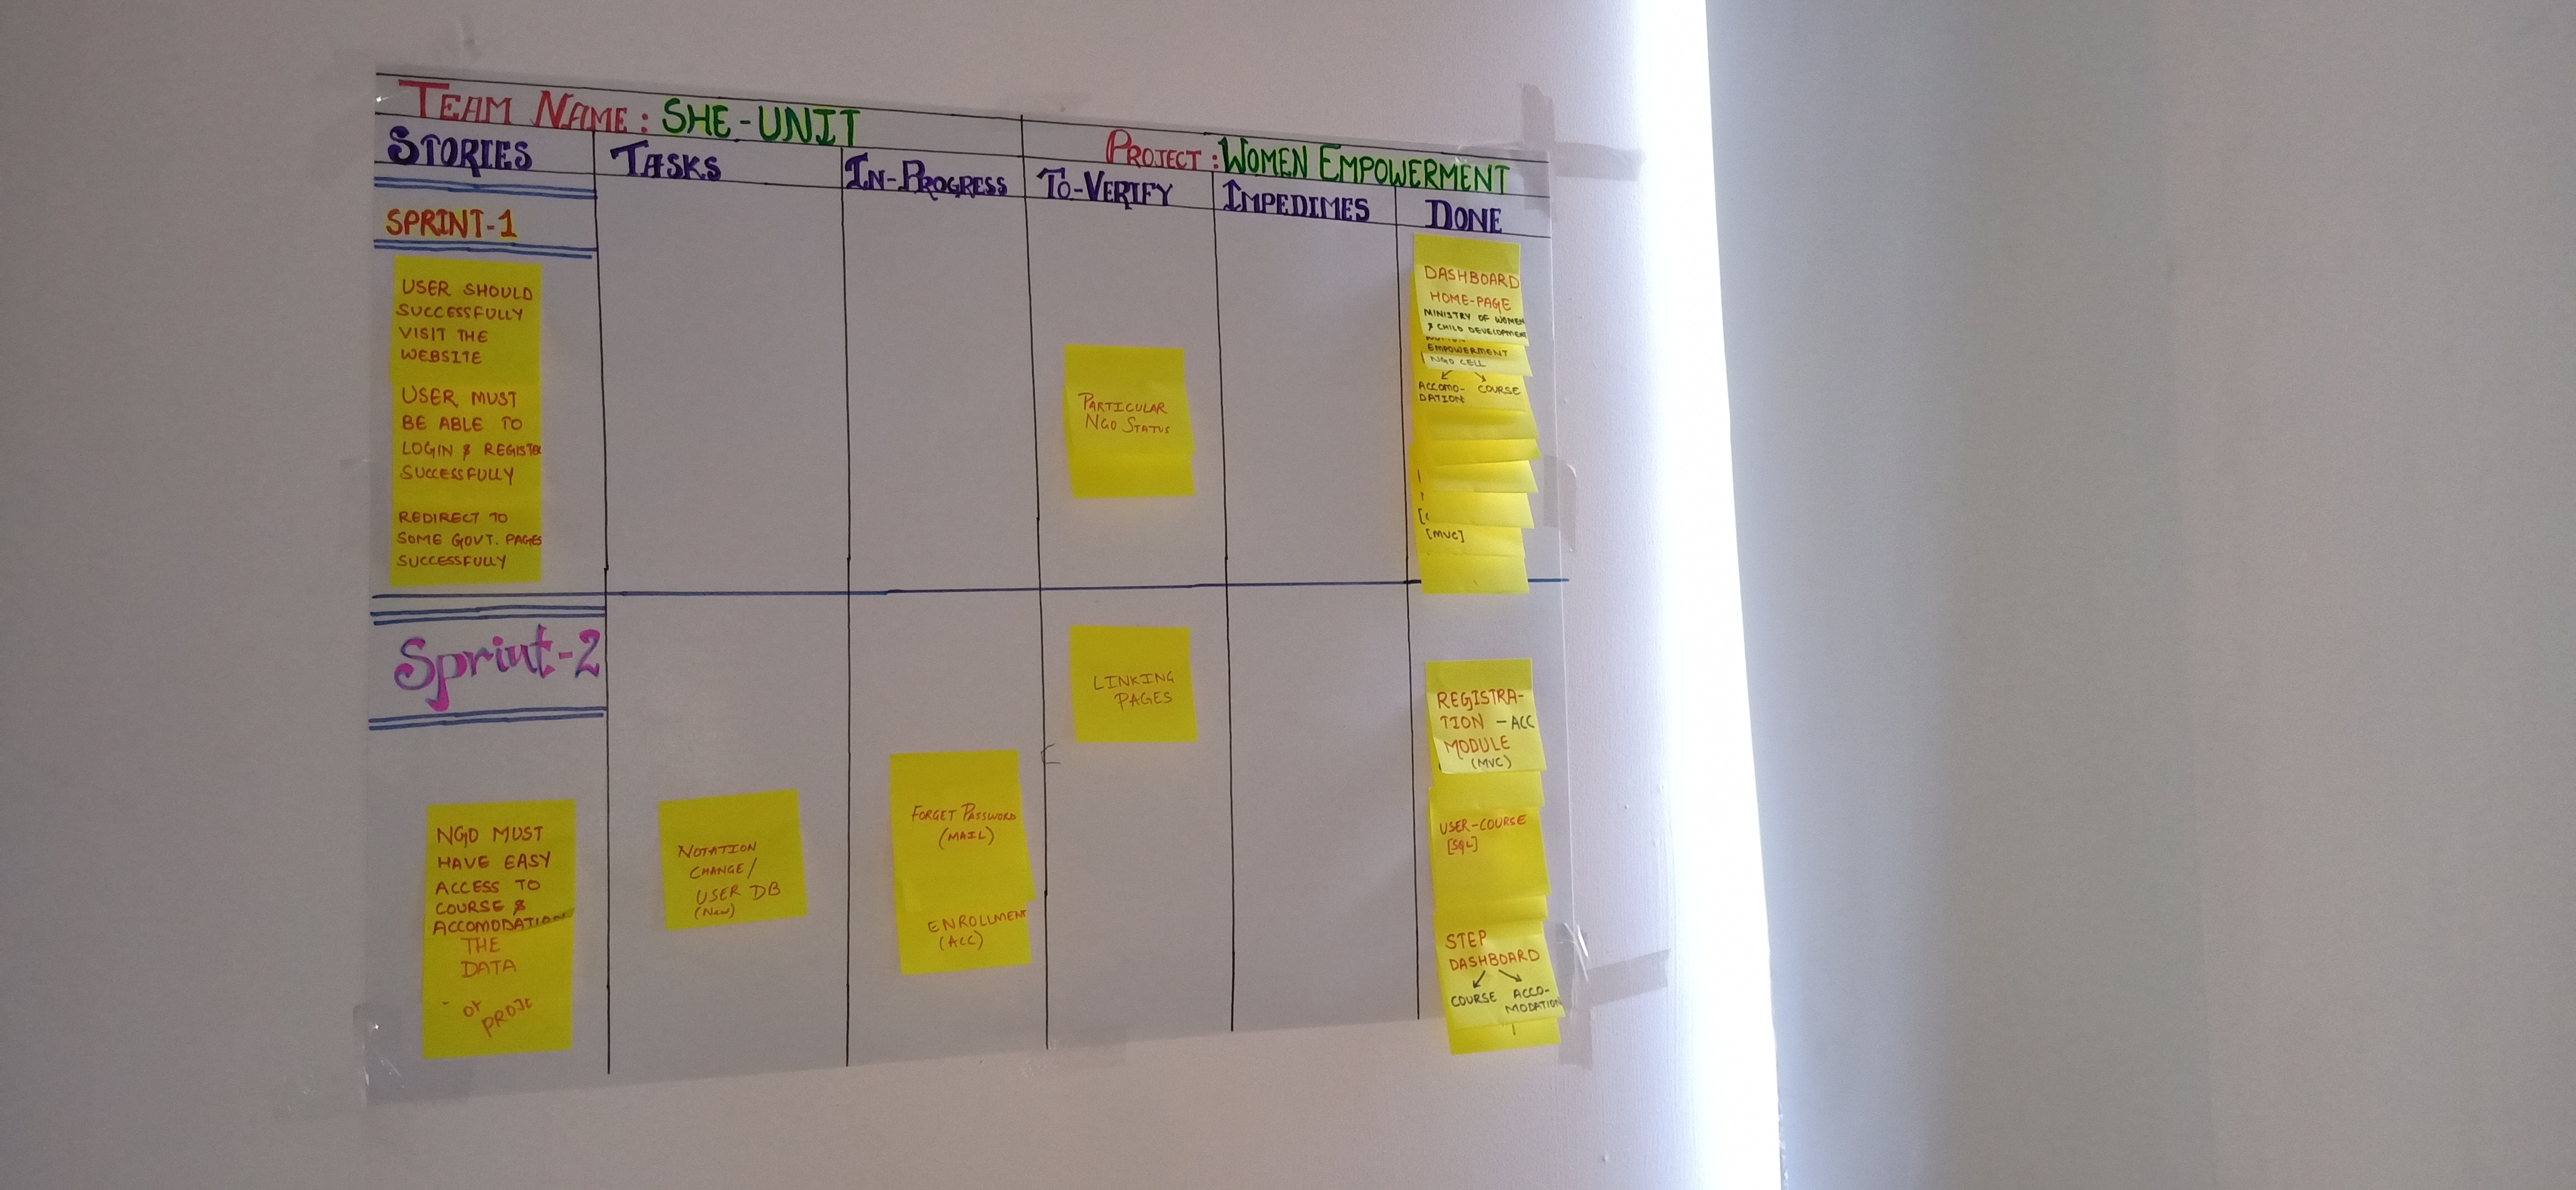 TEAM NAME: SHE-UNIT
PROJECT: WOMEN EMPOWERMENT
STORIES
TASKS
IN-PROGRESS
TO-VERIFY
IMPEDIMES
DONE
SPRINT-1
USER SHOULD
SUCCESSFULLY
VISIT THE
WEBSITE
USER MUST
BE ABLE TO
LOGIN & REGISTER
SUCCESSFULLY
REDIRECT TO
SOME GOVT. PAGES
SUCCESSFULLY
PARTICULAR
NGO STATUS
DASHBOARD
HOME-PAGE
MINISTRY OF WOMEN
& CHILD DEVELOPMENT
EMPOWERMENT
NGO CELL
ACCOMO- COURSE
DATION
[MVC]
Sprint-2
NGO MUST
HAVE EASY
ACCESS TO
COURSE &
ACCOMODATION
THE
DATA
or
PROJC
NOTATION
CHANGE/
USER DB
(New)
FORGET PASSWORD
(MAIL)
ENROLLMENT
(ACC)
LINKING
PAGES
REGISTRA-
TION - ACC
MODULE
(MVC)
USER-COURSE
[SQL]
STEP
DASHBOARD
COURSE ACCO-
MODATION